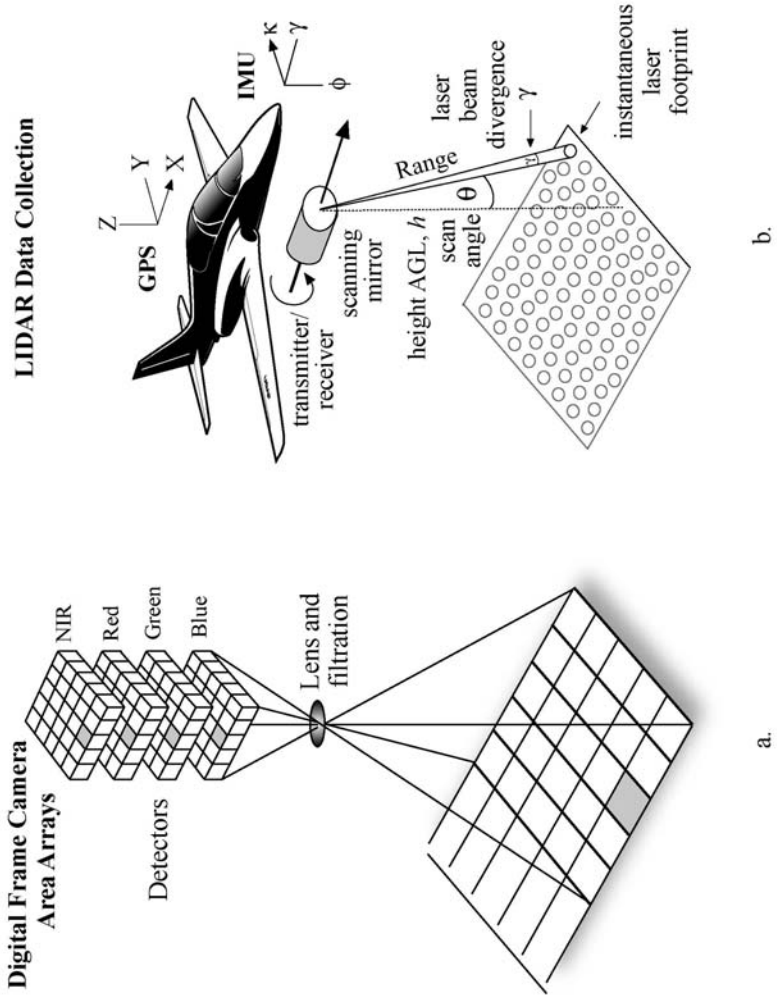 Digital Frame Camera
Area Arrays
NIR
Red
Green
Blue
Detectors
Lens and
filtration
a.
LIDAR Data Collection
GPS
Z
Y
X
IMU
κ
γ
ϕ
transmitter/
receiver
scanning
mirror
height AGL, h
scan
angle
θ
Range
laser
beam
divergence
γ
γ
instantaneous
laser
footprint
b.